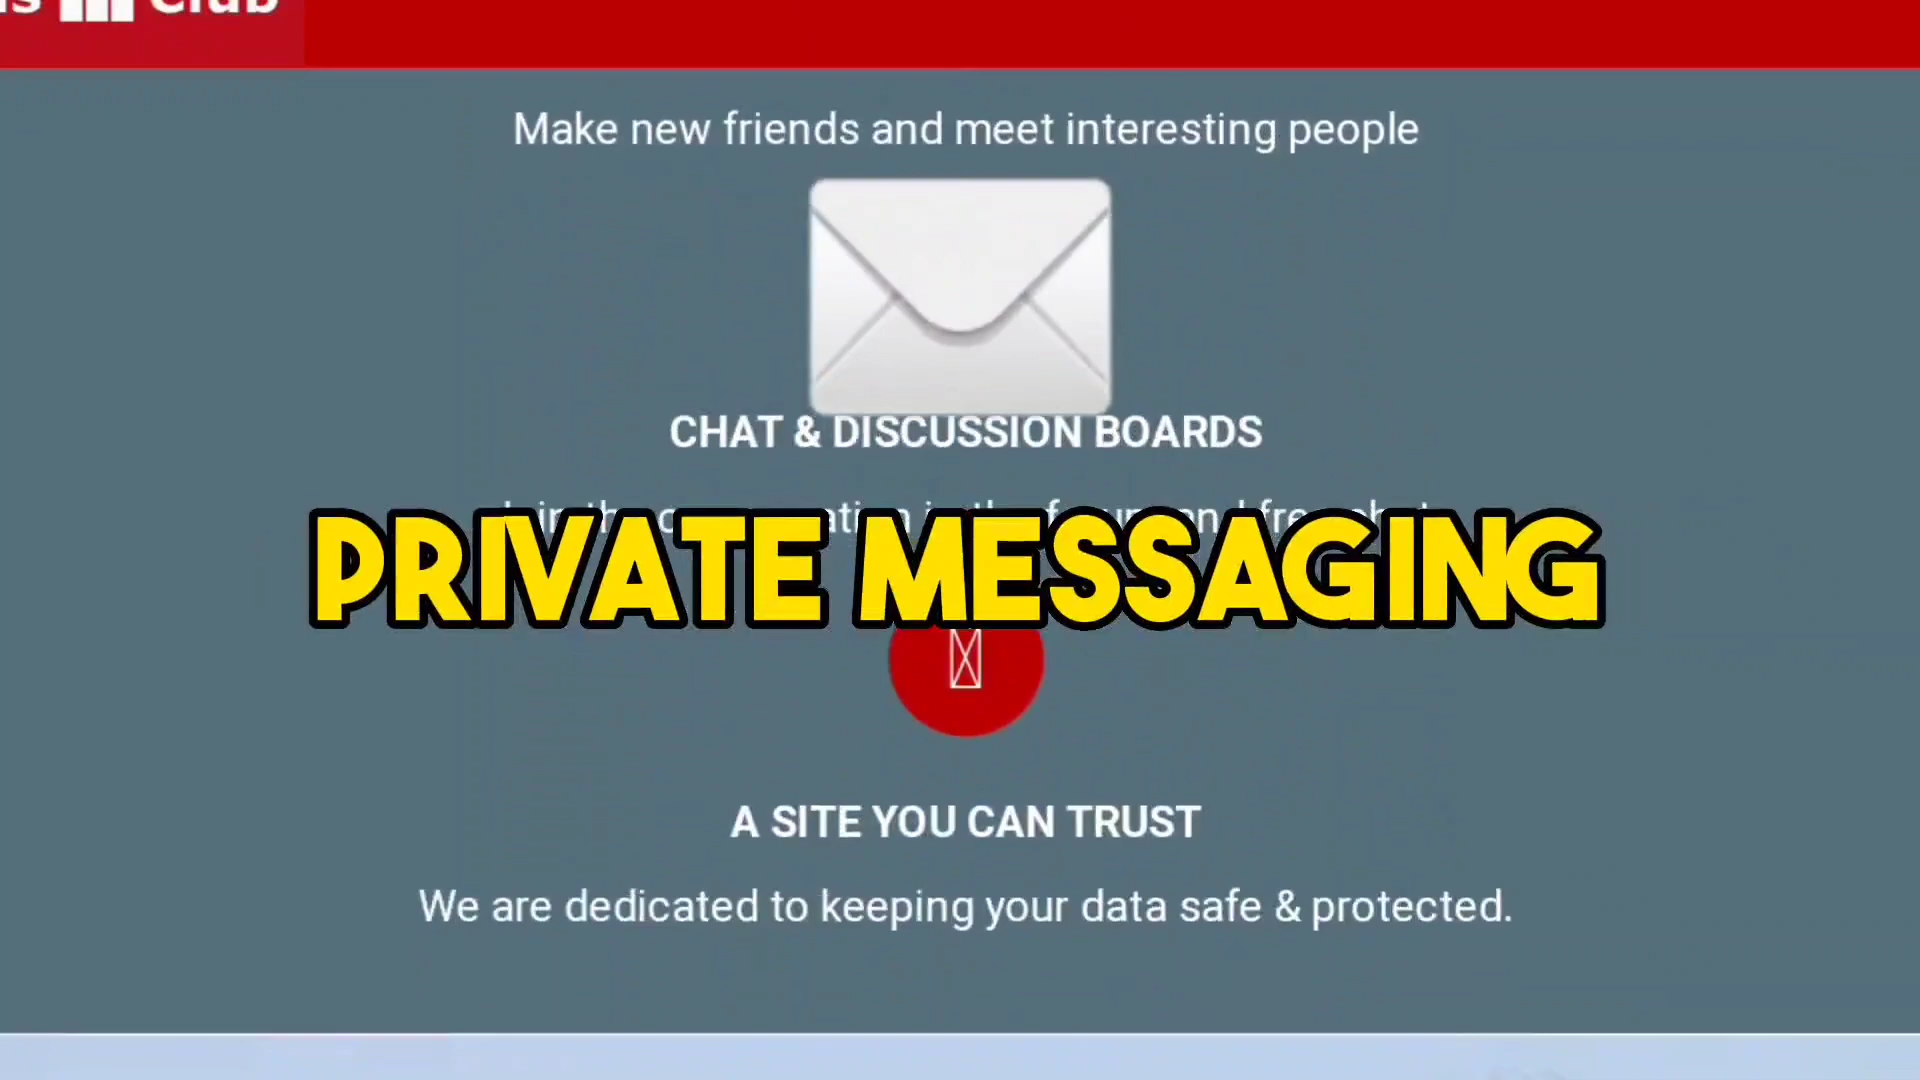 Club
Make new friends and meet interesting people
CHAT & DISCUSSION BOARDS
PRIVATE MESSAGING
A SITE YOU CAN TRUST
We are dedicated to keeping your data safe & protected.